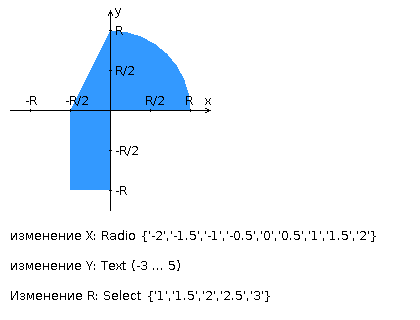 y
R
R/2
-R -R/2 R/2 R x
-R/2
-R
изменение X: Radio {'-2','-1.5','-1','-0.5','0','0.5','1','1.5','2'}
изменение Y: Text (-3 ... 5)
Изменение R: Select {'1','1.5','2','2.5','3'}